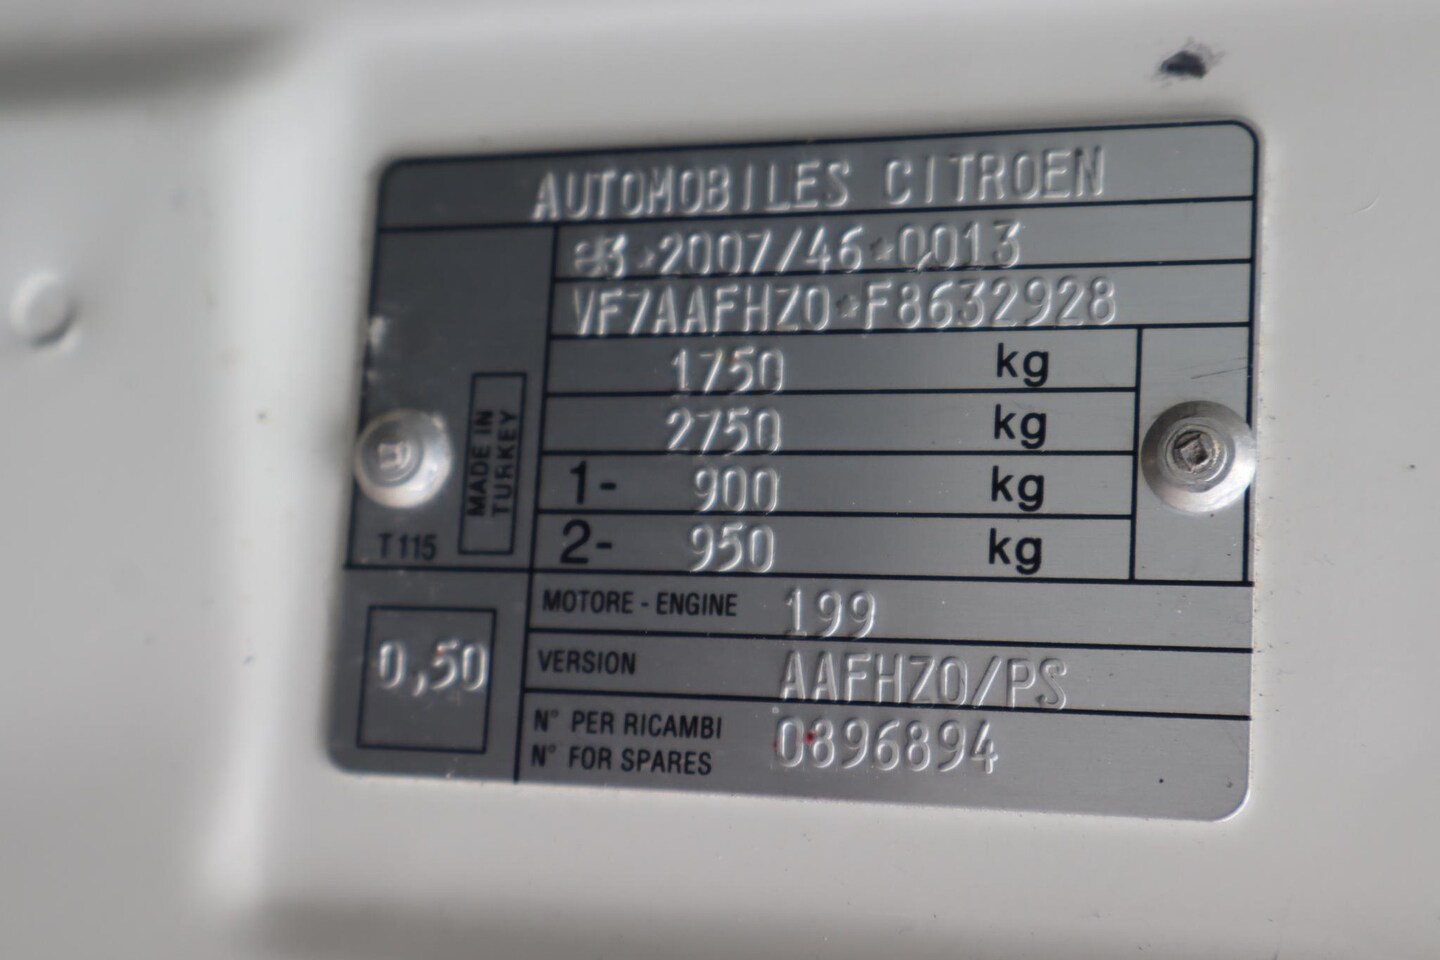 AUTOMOBILES CITROEN
e3*2007/46*0013
VF7AAFHZ0*F8632928
1750 kg
2750 kg
1- 900 kg
2- 950 kg
MADE IN
TURKEY
T115
0,50
MOTORE - ENGINE 199
VERSION AAFHZ0/PS
N° PER RICAMBI
N° FOR SPARES 0896894